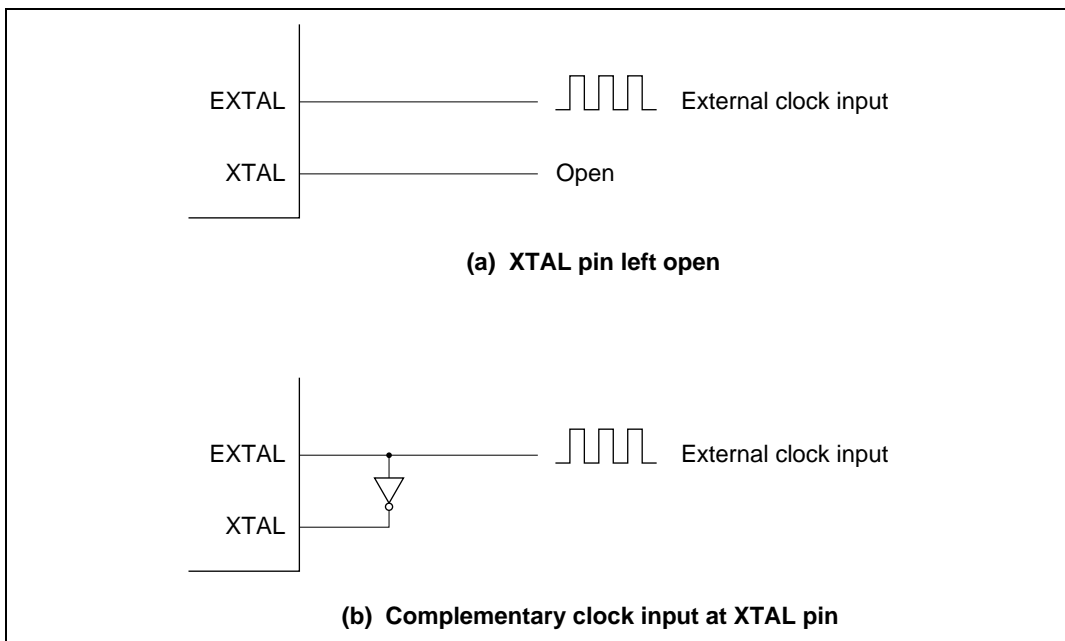 EXTAL External clock input
XTAL Open
(a) XTAL pin left open
EXTAL External clock input
XTAL
(b) Complementary clock input at XTAL pin